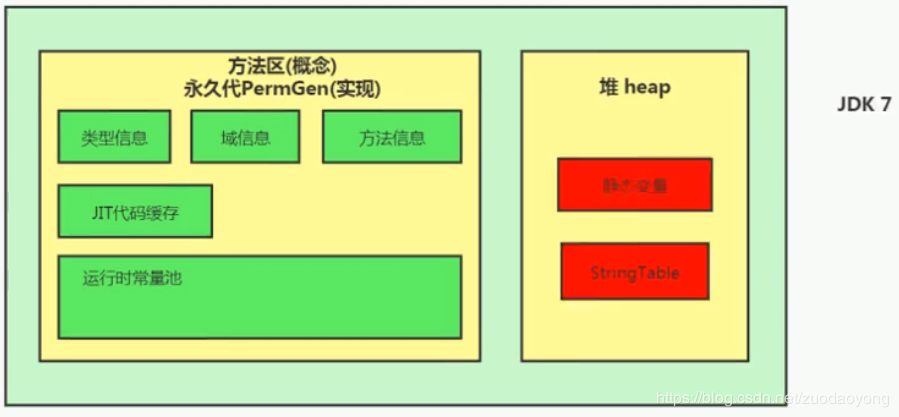 方法区(概念)
永久代PermGen(实现)
类型信息
域信息
方法信息
JIT代码缓存
运行时常量池
堆 heap
静态变量
StringTable
JDK 7
https://blog.csdn.net/zuodaoyong